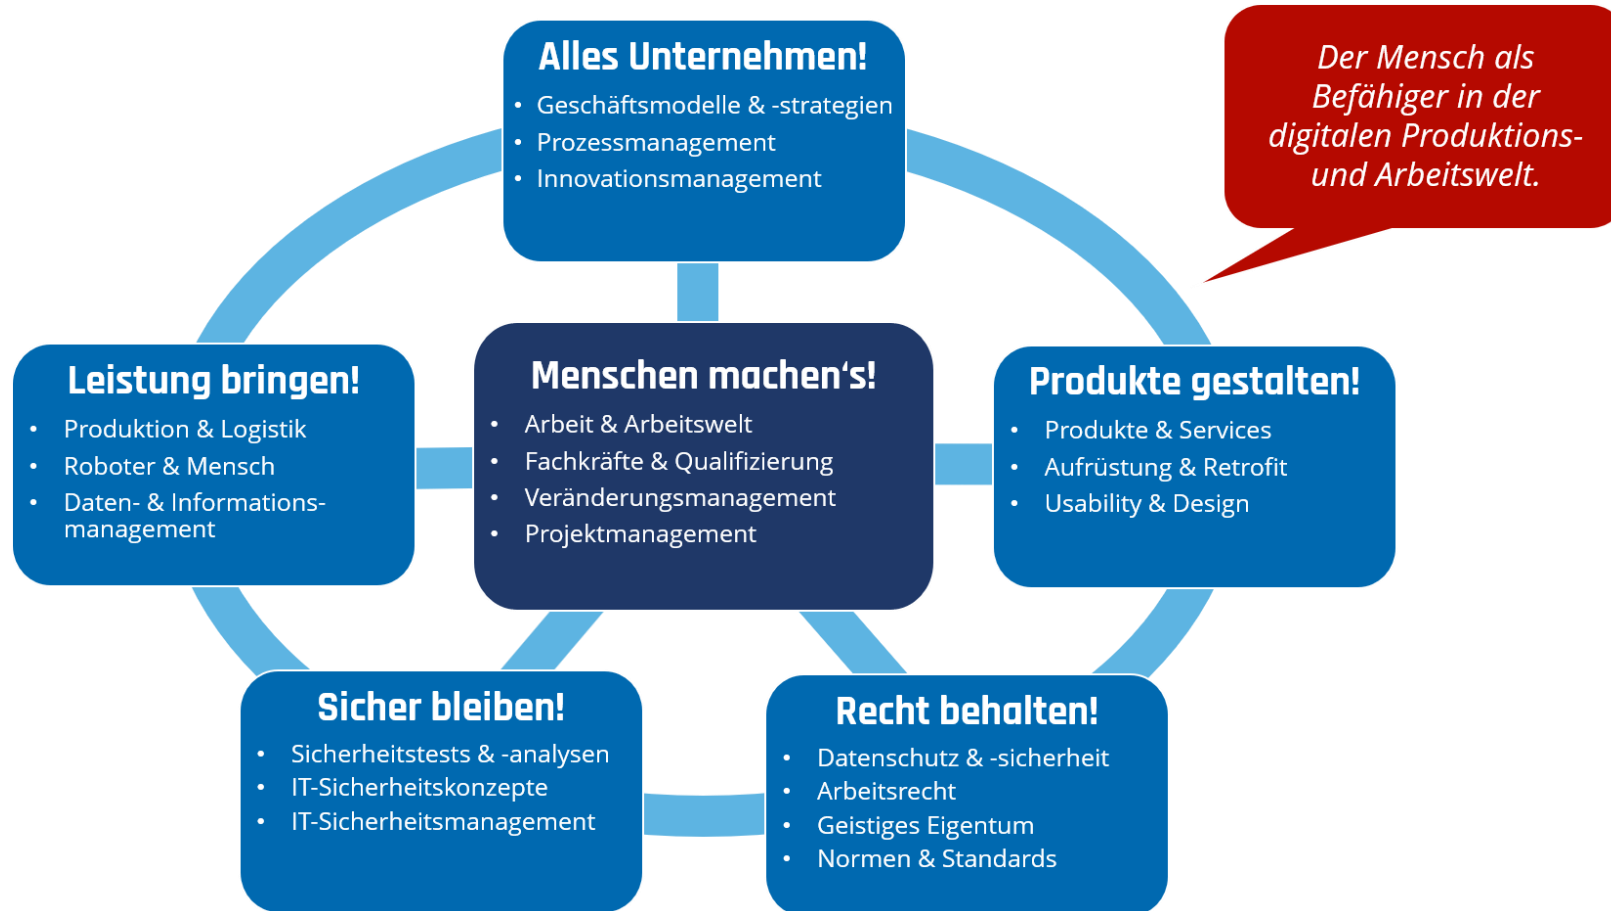 Alles Unternehmen!
• Geschäftsmodelle & -strategien
• Prozessmanagement
• Innovationsmanagement
Der Mensch als
Befähiger in der
digitalen Produktions-
und Arbeitswelt.
Leistung bringen!
• Produktion & Logistik
• Roboter & Mensch
• Daten- & Informations-
management
Menschen machen‘s!
• Arbeit & Arbeitswelt
• Fachkräfte & Qualifizierung
• Veränderungsmanagement
• Projektmanagement
Produkte gestalten!
• Produkte & Services
• Aufrüstung & Retrofit
• Usability & Design
Sicher bleiben!
• Sicherheitstests & -analysen
• IT-Sicherheitskonzepte
• IT-Sicherheitsmanagement
Recht behalten!
• Datenschutz & -sicherheit
• Arbeitsrecht
• Geistiges Eigentum
• Normen & Standards